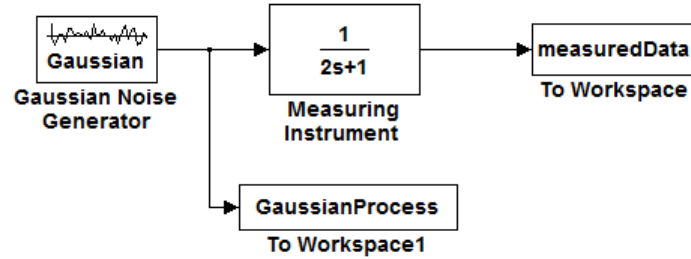 Gaussian
Gaussian Noise
Generator
1
2s+1
Measuring
Instrument
measuredData
To Workspace
GaussianProcess
To Workspace1